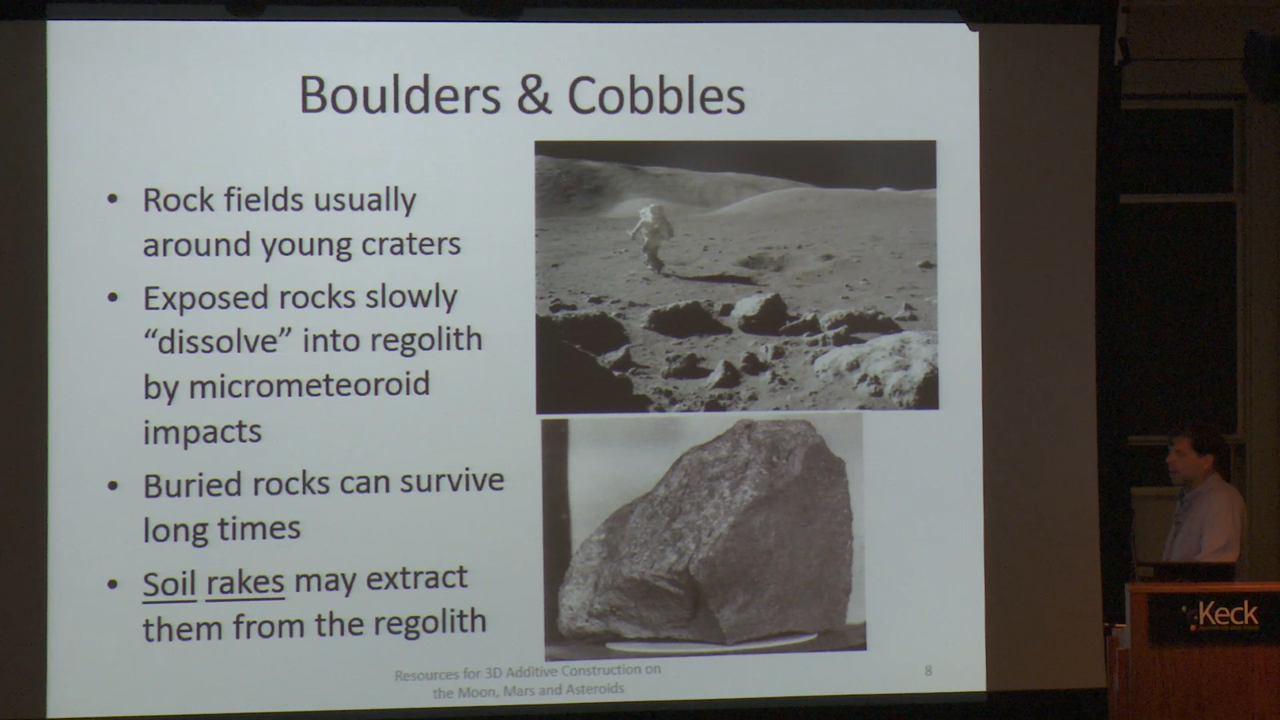 Boulders & Cobbles
• Rock fields usually
around young craters
• Exposed rocks slowly
“dissolve” into regolith
by micrometeoroid
impacts
• Buried rocks can survive
long times
• Soil rakes may extract
them from the regolith
Resources for 3D Additive Construction on
the Moon, Mars and Asteroids
8
Keck